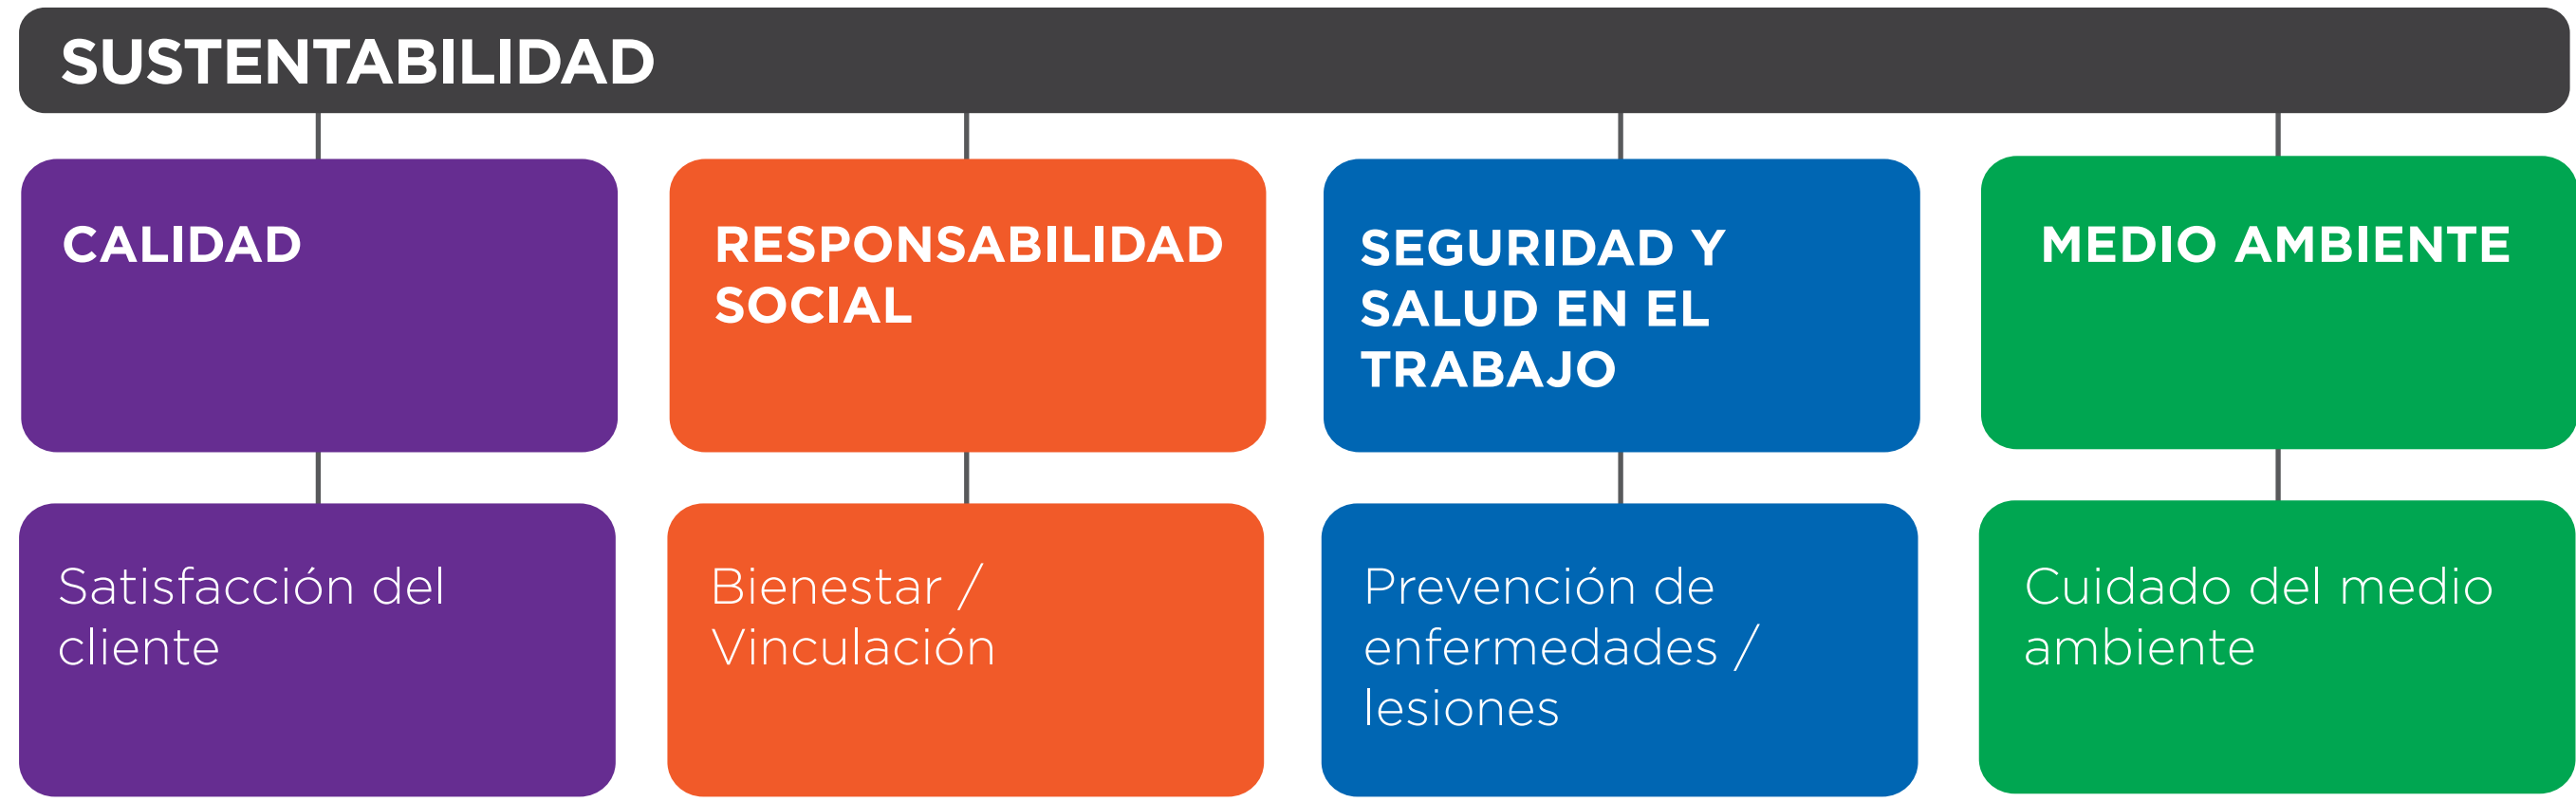 SUSTENTABILIDAD
CALIDAD
RESPONSABILIDAD
SOCIAL
SEGURIDAD Y
SALUD EN EL
TRABAJO
MEDIO AMBIENTE
Satisfacción del
cliente
Bienestar /
Vinculación
Prevención de
enfermedades /
lesiones
Cuidado del medio
ambiente